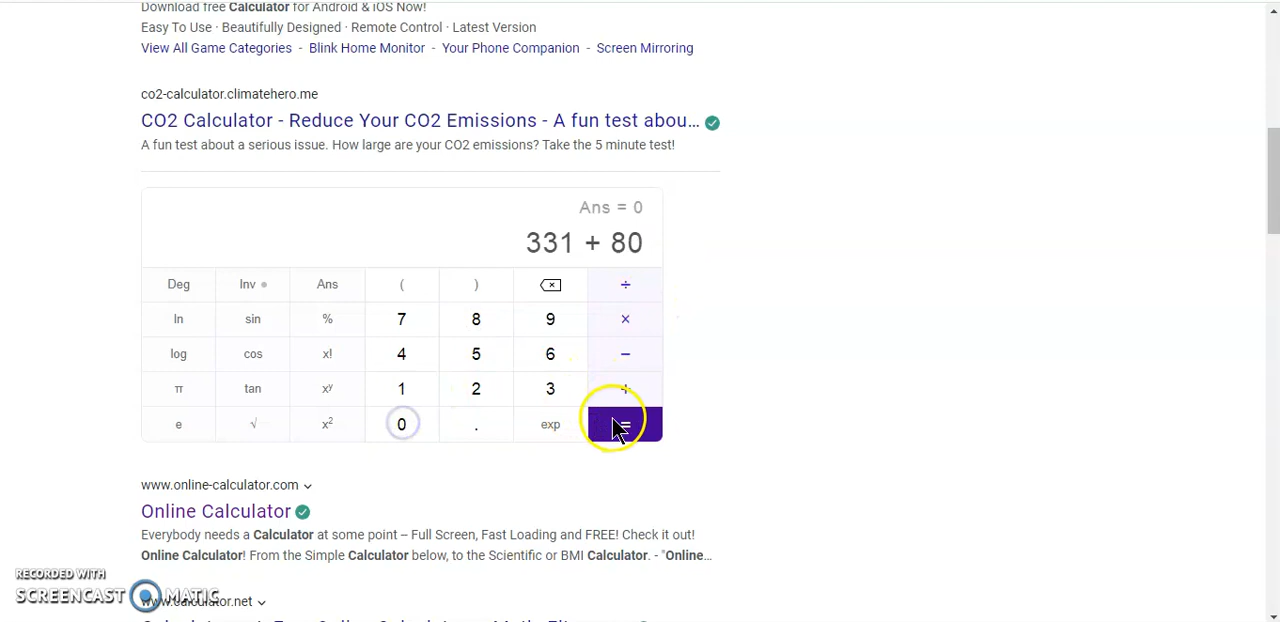 Download free Calculator for Android & iOS Now!
Easy To Use · Beautifully Designed · Remote Control · Latest Version
View All Game Categories - Blink Home Monitor - Your Phone Companion - Screen Mirroring
co2-calculator.climatehero.me
CO2 Calculator - Reduce Your CO2 Emissions - A fun test abou...
A fun test about a serious issue. How large are your CO2 emissions? Take the 5 minute test!
Ans = 0
331 + 80
Deg Inv Ans ( ) ÷
ln sin % 7 8 9 ×
log cos x! 4 5 6 −
π tan xʸ 1 2 3 +
e √ x² 0 . exp =
www.online-calculator.com
Online Calculator
Everybody needs a Calculator at some point – Full Screen, Fast Loading and FREE! Check it out!
Online Calculator! From the Simple Calculator below, to the Scientific or BMI Calculator. - "Online...
RECORDED WITH
SCREENCAST MATIC
www.calculator.net